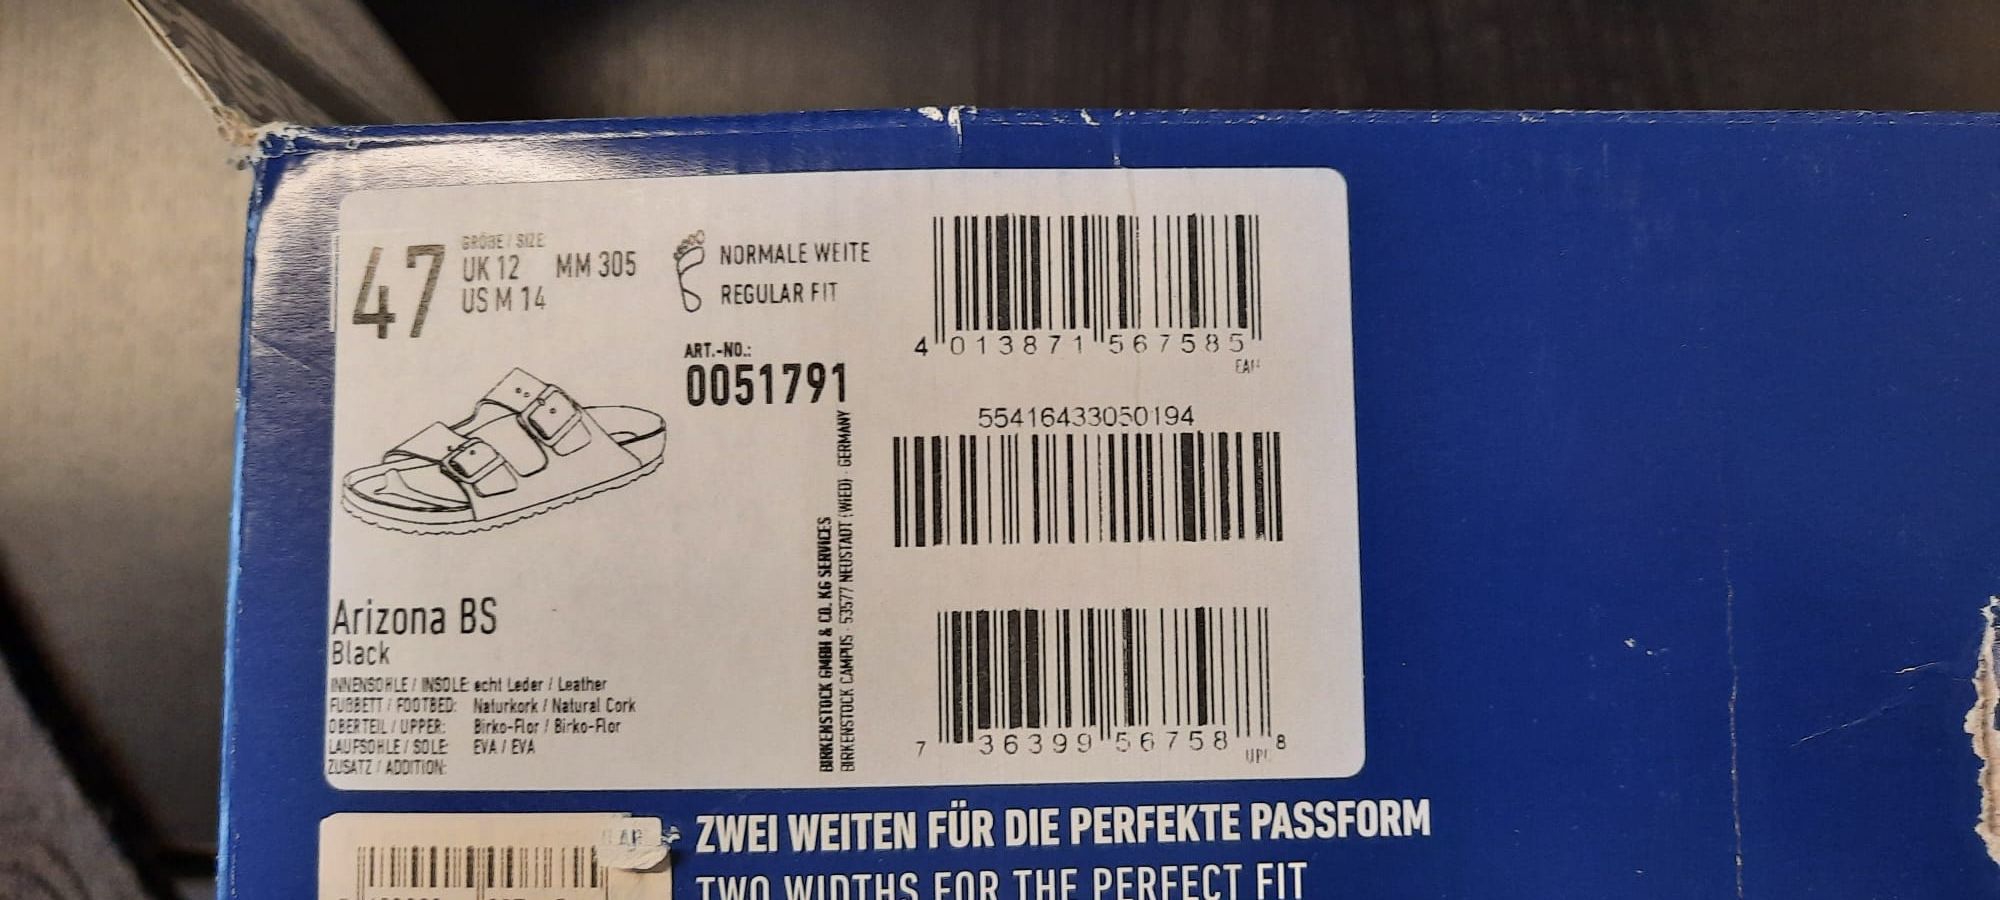 47
GRÖßE / SIZE
UK 12 MM 305
US M 14
NORMALE WEITE
REGULAR FIT
ART.-NO.:
0051791
4 013871 567585
EAN
55416433050194
7 36399 56758 8
UPC
BIRKENSTOCK GMBH & CO. KG SERVICES
BIRKENSTOCK CAMPUS · 53577 NEUSTADT (WIED) · GERMANY
Arizona BS
Black
INNENSOHLE / INSOLE: echt Leder / Leather
FUßBETT / FOOTBED: Naturkork / Natural Cork
OBERTEIL / UPPER: Birko-Flor / Birko-Flor
LAUFSOHLE / SOLE: EVA / EVA
ZUSATZ / ADDITION:
ZWEI WEITEN FÜR DIE PERFEKTE PASSFORM
TWO WIDTHS FOR THE PERFECT FIT